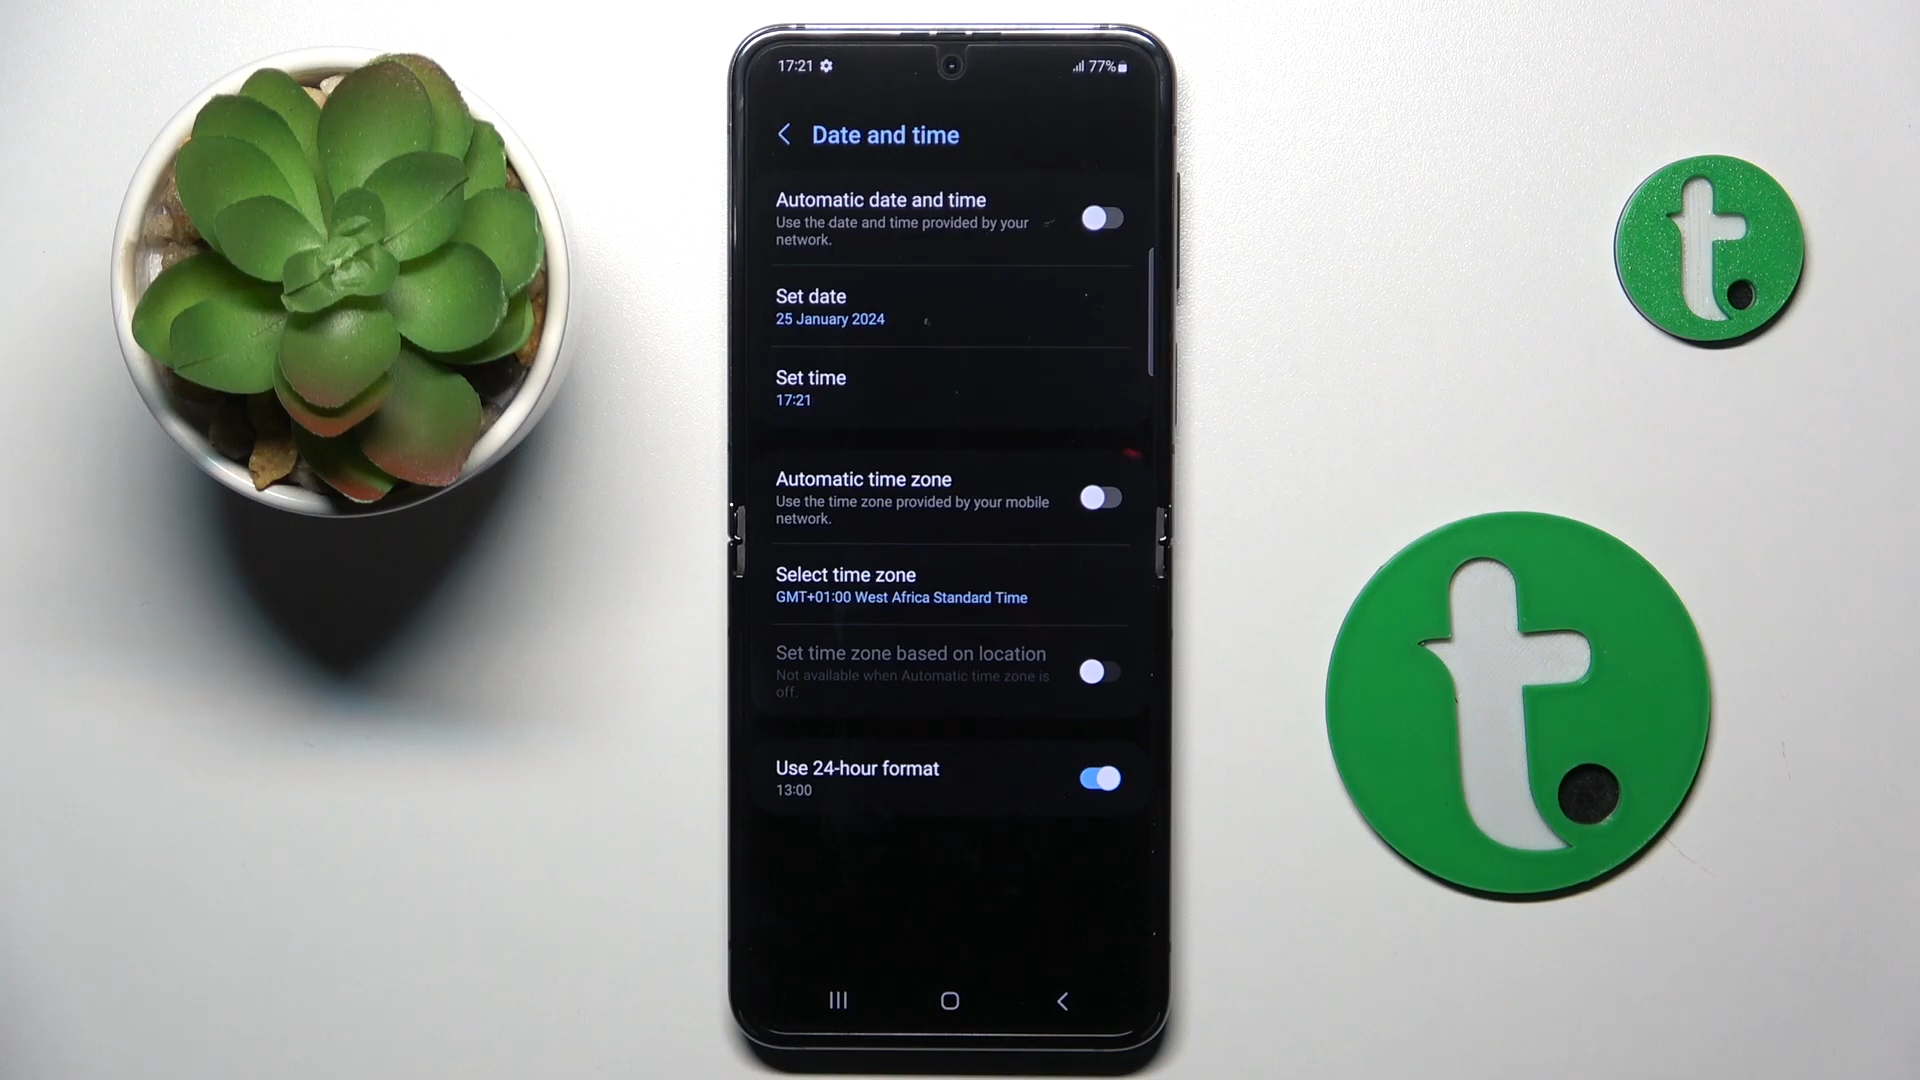 17:21
77%
Date and time
Automatic date and time
Use the date and time provided by your
network.
Set date
25 January 2024
Set time
17:21
Automatic time zone
Use the time zone provided by your mobile
network.
Select time zone
GMT+01:00 West Africa Standard Time
Set time zone based on location
Not available when Automatic time zone is
off.
Use 24-hour format
13:00
t.
t.